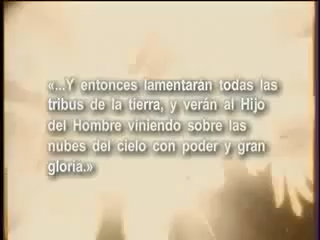 «...Y entonces lamentarán todas las
tribus de la tierra, y verán al Hijo
del Hombre viniendo sobre las
nubes del cielo con poder y gran
gloria.»